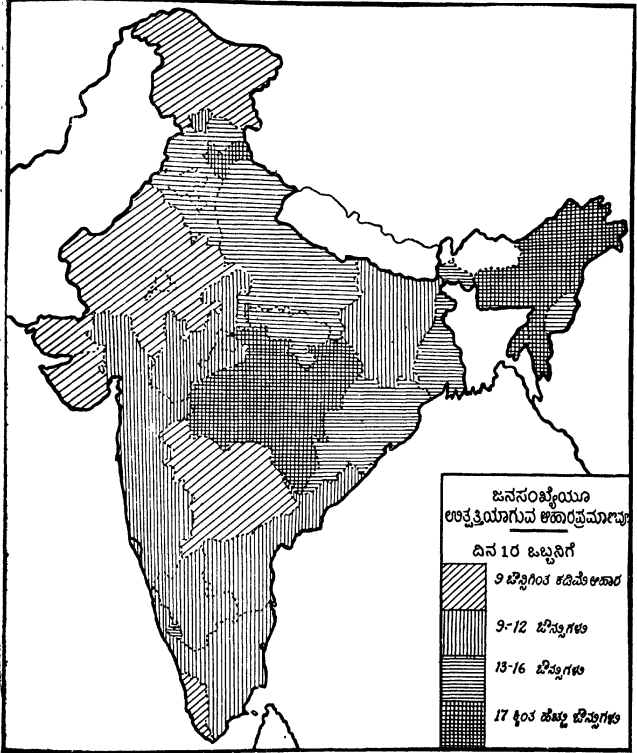 ಜನಸಂಖ್ಯೆಯೂ
ಉತ್ಪತ್ತಿಯಾಗುವ ಆಹಾರಪ್ರಮಾಣವು
ದಿನ 1ರ ಒಬ್ಬನಿಗೆ
9 ಔನ್ಸಿಗಿಂತ ಕಡಿಮೆ ಆಹಾರ
9-12 ಔನ್ಸುಗಳು
13-16 ಔನ್ಸುಗಳು
17 ಕ್ಕಿಂತ ಹೆಚ್ಚು ಔನ್ಸುಗಳು